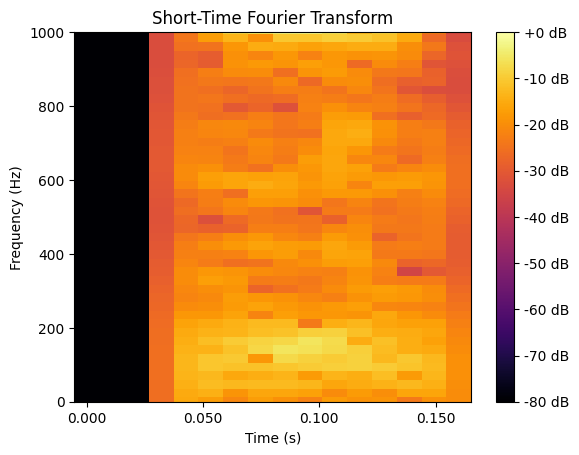 Short-Time Fourier Transform
1000
800
600
400
200
0
Frequency (Hz)
0.000
0.050
0.100
0.150
Time (s)
+0 dB
-10 dB
-20 dB
-30 dB
-40 dB
-50 dB
-60 dB
-70 dB
-80 dB